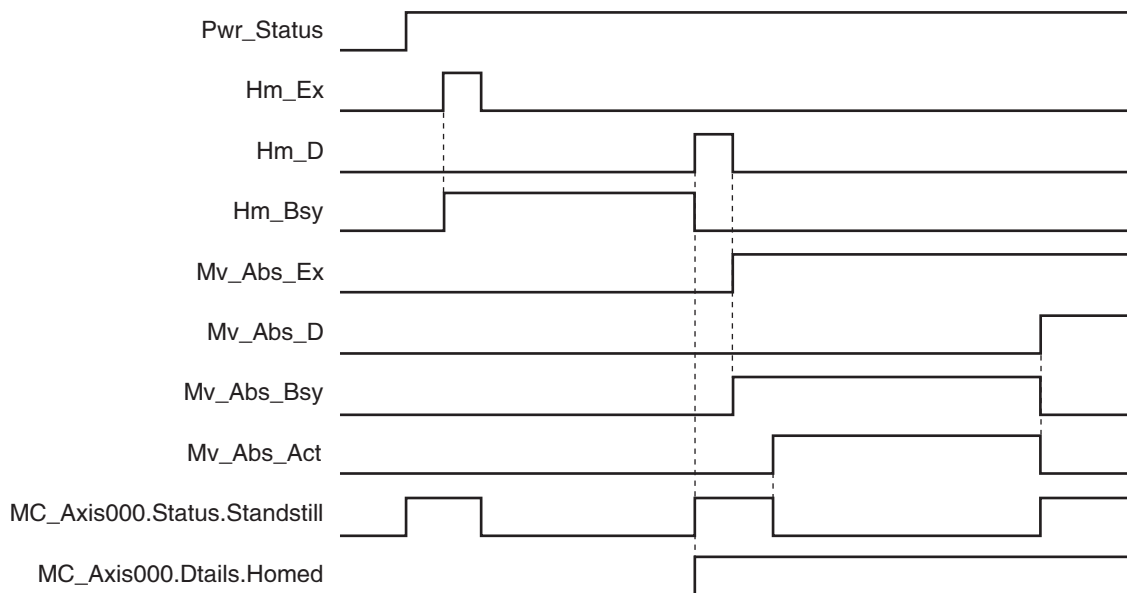 Pwr_Status
Hm_Ex
Hm_D
Hm_Bsy
Mv_Abs_Ex
Mv_Abs_D
Mv_Abs_Bsy
Mv_Abs_Act
MC_Axis000.Status.Standstill
MC_Axis000.Dtails.Homed